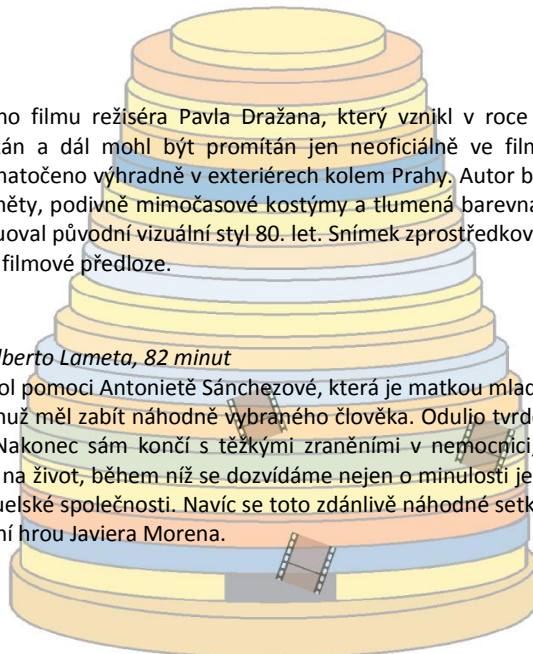 ho filmu režiséra Pavla Dražana, který vznikl v roce
zán a dál mohl být promítán jen neoficiálně ve film
natočeno výhradně v exteriérech kolem Prahy. Autor b
něty, podivně mimočasové kostýmy a tlumená barevna
uoval původní vizuální styl 80. let. Snímek zprostředkov
filmové předloze.
lberto Lameta, 82 minut
ol pomoci Antonietě Sánchezové, která je matkou mlad
nuž měl zabít náhodně vybraného člověka. Odulio tvrd
Nakonec sám končí s těžkými zraněními v nemocnici,
na život, během níž se dozvídáme nejen o minulosti je
uelské společnosti. Navíc se toto zdánlivě náhodné setk
ní hrou Javiera Morena.